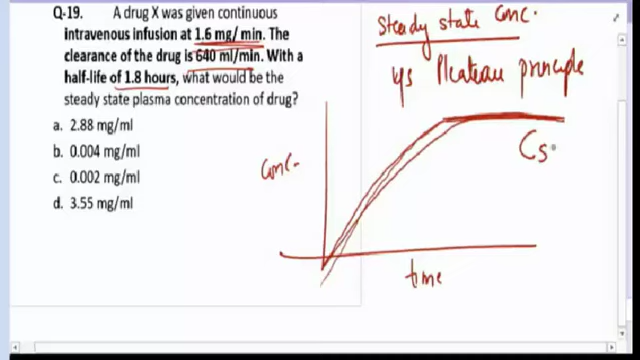 Q-19. A drug X was given continuous
intravenous infusion at 1.6 mg/ min. The
clearance of the drug is 640 ml/min. With a
half-life of 1.8 hours, what would be the
steady state plasma concentration of drug?
a. 2.88 mg/ml
b. 0.004 mg/ml
c. 0.002 mg/ml
d. 3.55 mg/ml
Steady state conc.
Plateau principle
Conc.
Cs
time